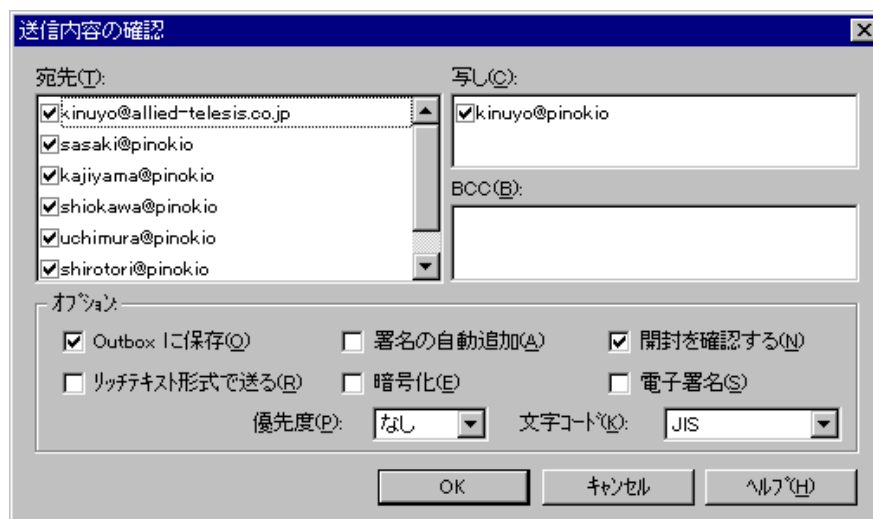 送信内容の確認
宛先(T):
kinuyo@allied-telesis.co.jp
sasaki@pinokio
kajiyama@pinokio
shiokawa@pinokio
uchimura@pinokio
shirotori@pinokio
写し(C):
kinuyo@pinokio
BCC(B):
オプション:
Outbox に保存(O) 署名の自動追加(A) 開封を確認する(N)
リッチテキスト形式で送る(R) 暗号化(E) 電子署名(S)
優先度(P): なし 文字コード(K): JIS
OK キャンセル ヘルプ(H)